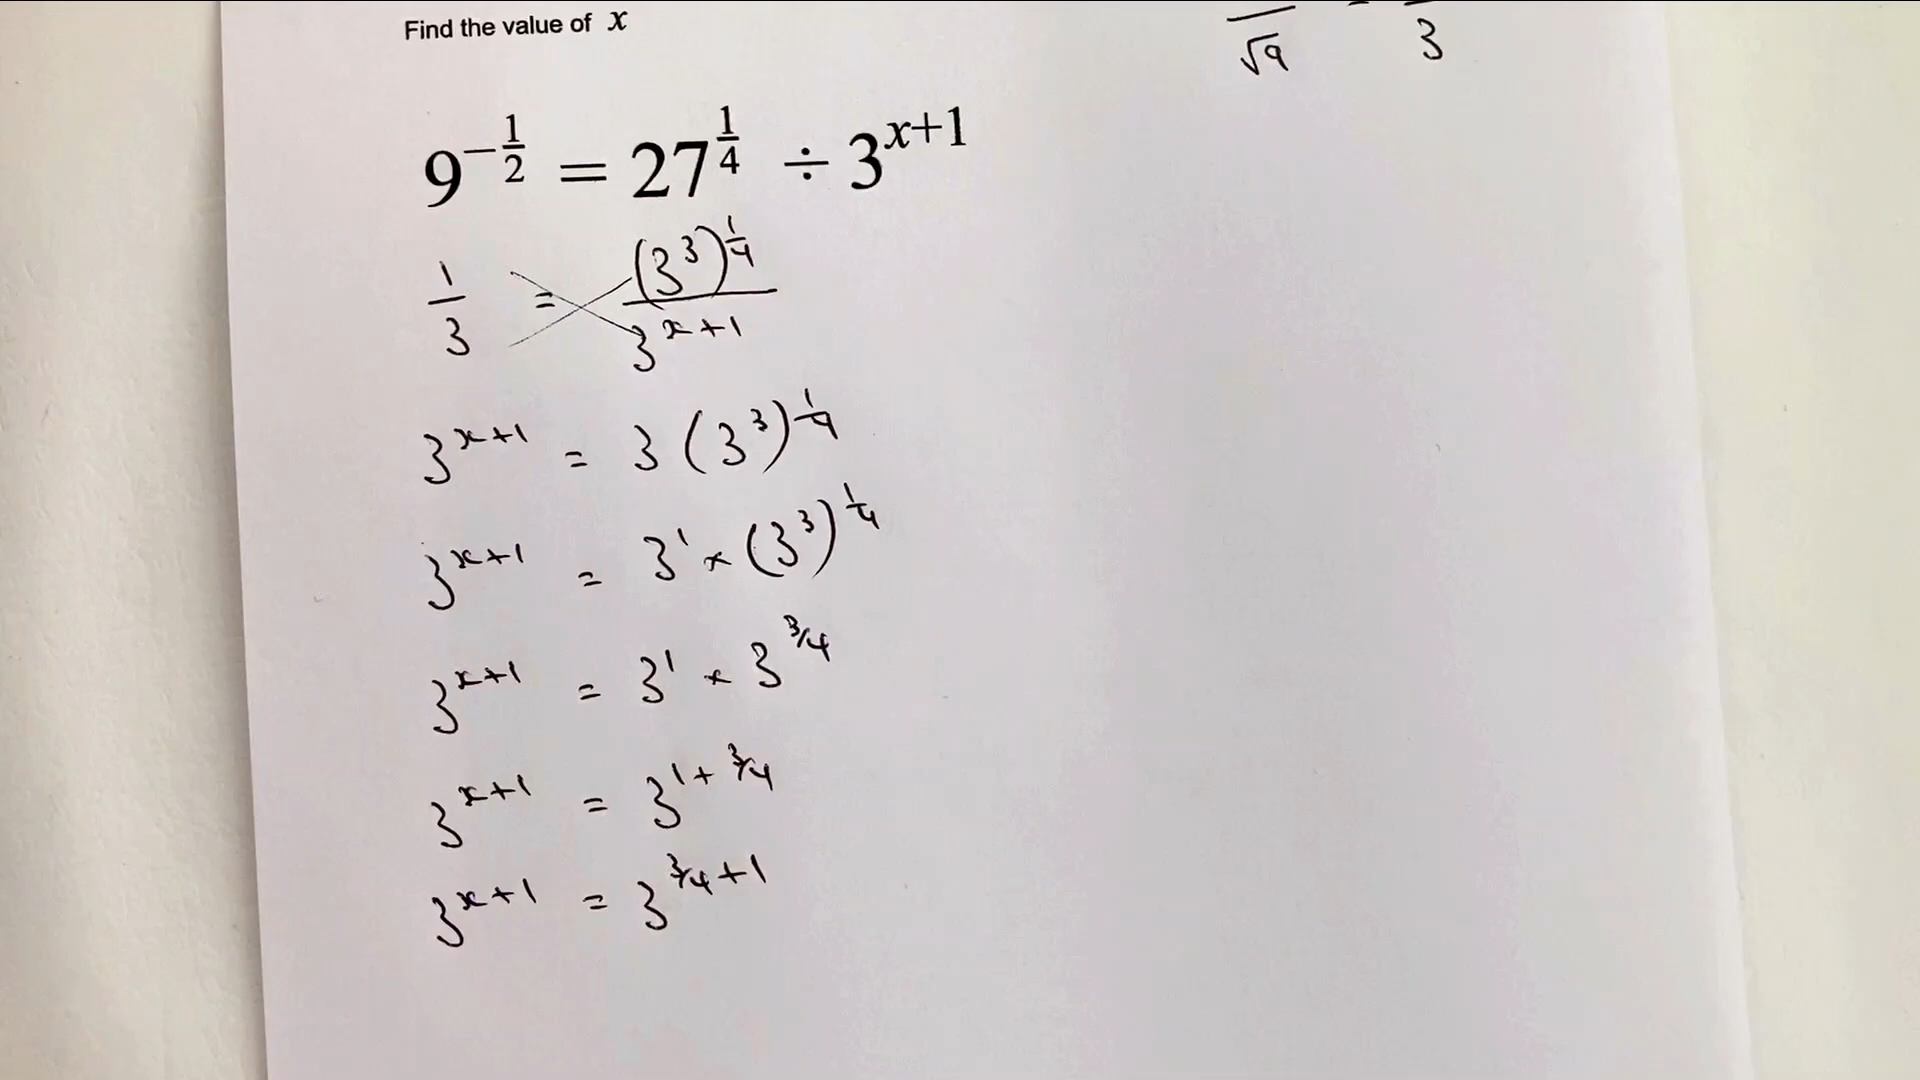 Find the value of x
√9 3
9^{-1/2} = 27^{1/4} ÷ 3^{x+1}
1/3 = (3^3)^{1/4} / 3^{x+1}
3^{x+1} = 3 (3^3)^{1/4}
3^{x+1} = 3^1 × (3^3)^{1/4}
3^{x+1} = 3^1 × 3^{3/4}
3^{x+1} = 3^{1+3/4}
3^{x+1} = 3^{3/4+1}